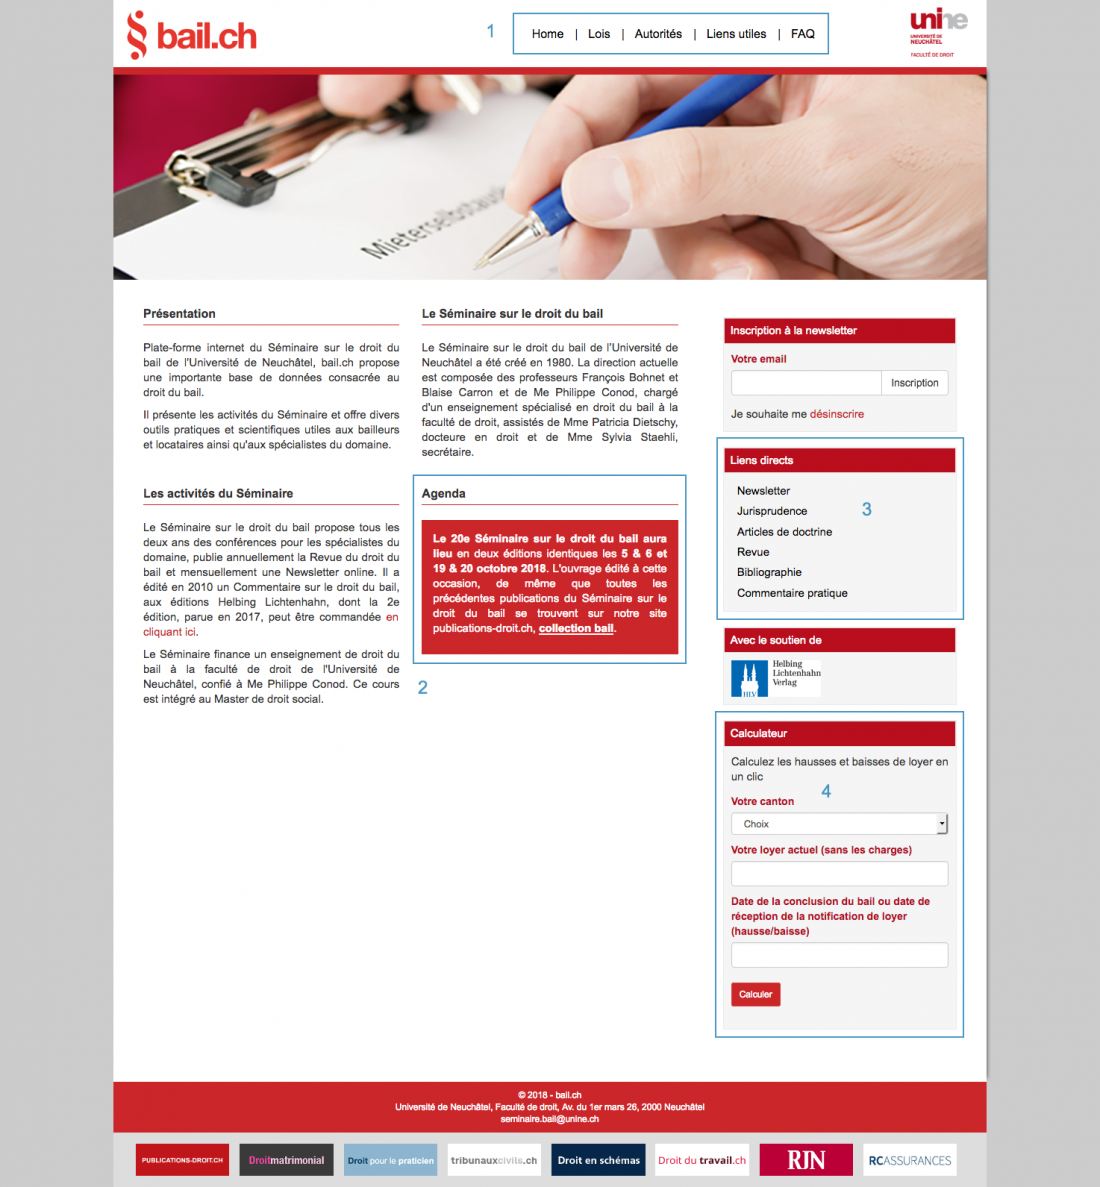 bail.ch
1
Home | Lois | Autorités | Liens utiles | FAQ
unine
UNIVERSITÉ DE
NEUCHÂTEL
FACULTÉ DE DROIT
Mieterselbstausk
Présentation
Plate-forme internet du Séminaire sur le droit du
bail de l'Université de Neuchâtel, bail.ch propose
une importante base de données consacrée au
droit du bail.
Il présente les activités du Séminaire et offre divers
outils pratiques et scientifiques utiles aux bailleurs
et locataires ainsi qu'aux spécialistes du domaine.
Le Séminaire sur le droit du bail
Le Séminaire sur le droit du bail de l'Université de
Neuchâtel a été créé en 1980. La direction actuelle
est composée des professeurs François Bohnet et
Blaise Carron et de Me Philippe Conod, chargé
d'un enseignement spécialisé en droit du bail à la
faculté de droit, assistés de Mme Patricia Dietschy,
docteure en droit et de Mme Sylvia Staehli,
secrétaire.
Les activités du Séminaire
Le Séminaire sur le droit du bail propose tous les
deux ans des conférences pour les spécialistes du
domaine, publie annuellement la Revue du droit du
bail et mensuellement une Newsletter online. Il a
édité en 2010 un Commentaire sur le droit du bail,
aux éditions Helbing Lichtenhahn, dont la 2e
édition, parue en 2017, peut être commandée en
cliquant ici.
Le Séminaire finance un enseignement de droit du
bail à la faculté de droit de l'Université de
Neuchâtel, confié à Me Philippe Conod. Ce cours
est intégré au Master de droit social.
Agenda
Le 20e Séminaire sur le droit du bail aura
lieu en deux éditions identiques les 5 & 6 et
19 & 20 octobre 2018. L'ouvrage édité à cette
occasion, de même que toutes les
précédentes publications du Séminaire sur le
droit du bail se trouvent sur notre site
publications-droit.ch, collection bail.
2
Inscription à la newsletter
Votre email
Inscription
Je souhaite me désinscrire
Liens directs
Newsletter
Jurisprudence
3
Articles de doctrine
Revue
Bibliographie
Commentaire pratique
Avec le soutien de
HLV
Helbing
Lichtenhahn
Verlag
Calculateur
Calculez les hausses et baisses de loyer en
un clic
4
Votre canton
Choix
Votre loyer actuel (sans les charges)
Date de la conclusion du bail ou date de
réception de la notification de loyer
(hausse/baisse)
Calculer
© 2018 - bail.ch
Université de Neuchâtel, Faculté de droit, Av. du 1er mars 26, 2000 Neuchâtel
seminaire.bail@unine.ch
PUBLICATIONS-DROIT.CH
Droitmatrimonial
Droit pour le praticien
tribunauxcivils.ch
Droit en schémas
Droit du travail.ch
RJN
RCASSURANCES